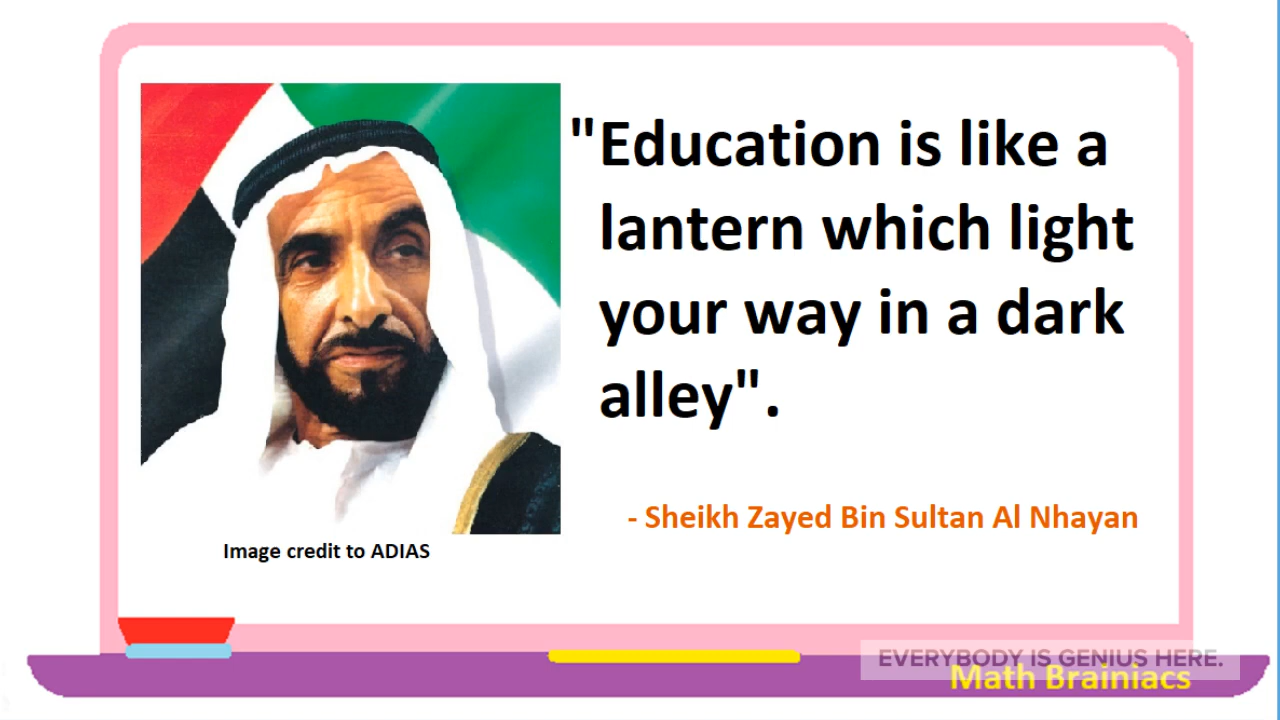 "Education is like a
lantern which light
your way in a dark
alley".
- Sheikh Zayed Bin Sultan Al Nhayan
Image credit to ADIAS
EVERYBODY IS GENIUS HERE.
Math Brainiacs